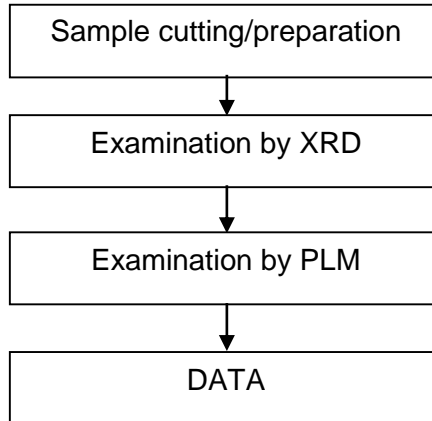 Sample cutting/preparation
Examination by XRD
Examination by PLM
DATA